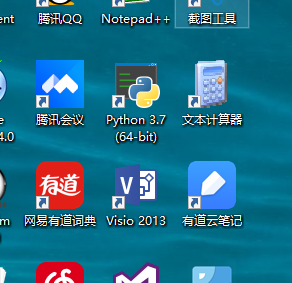 ent
腾讯QQ
Notepad++
截图工具
e
4.0
腾讯会议
Python 3.7
(64-bit)
文本计算器
有道
m
网易有道词典
Visio 2013
有道云笔记